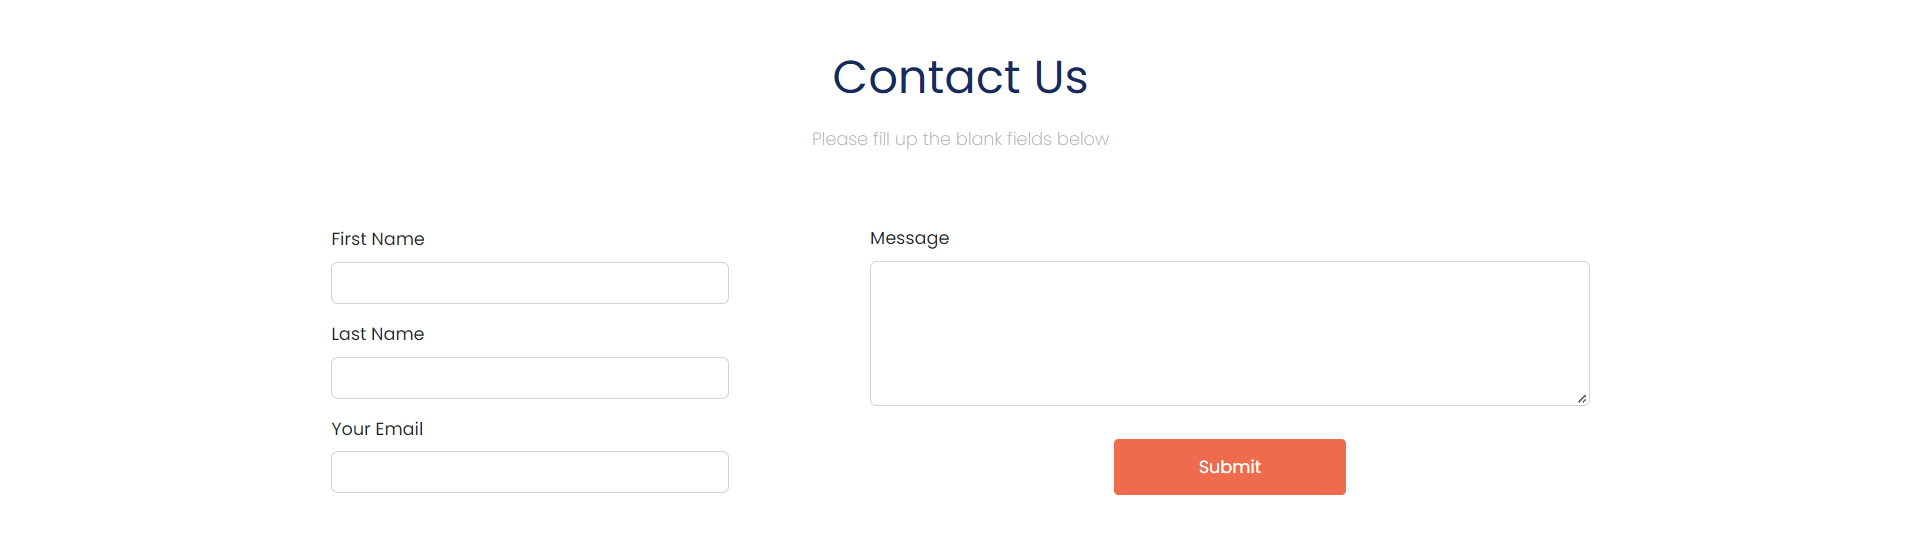 Contact Us
Please fill up the blank fields below
First Name
Last Name
Your Email
Message
Submit